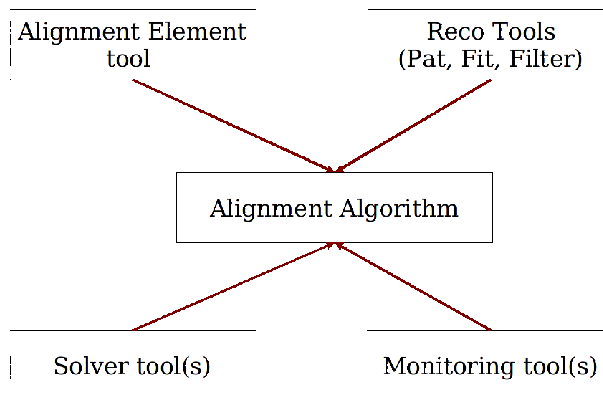 Alignment Element
tool
Reco Tools
(Pat, Fit, Filter)
Alignment Algorithm
Solver tool(s)
Monitoring tool(s)